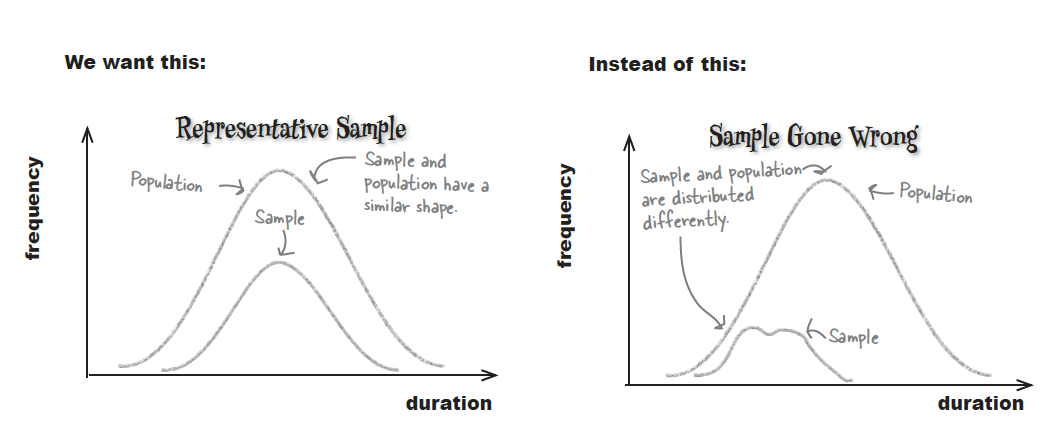 We want this:
Representative Sample
frequency
Population
Sample and
population have a
similar shape.
Sample
duration
Instead of this:
Sample Gone Wrong
frequency
Sample and population
are distributed
differently.
Population
Sample
duration